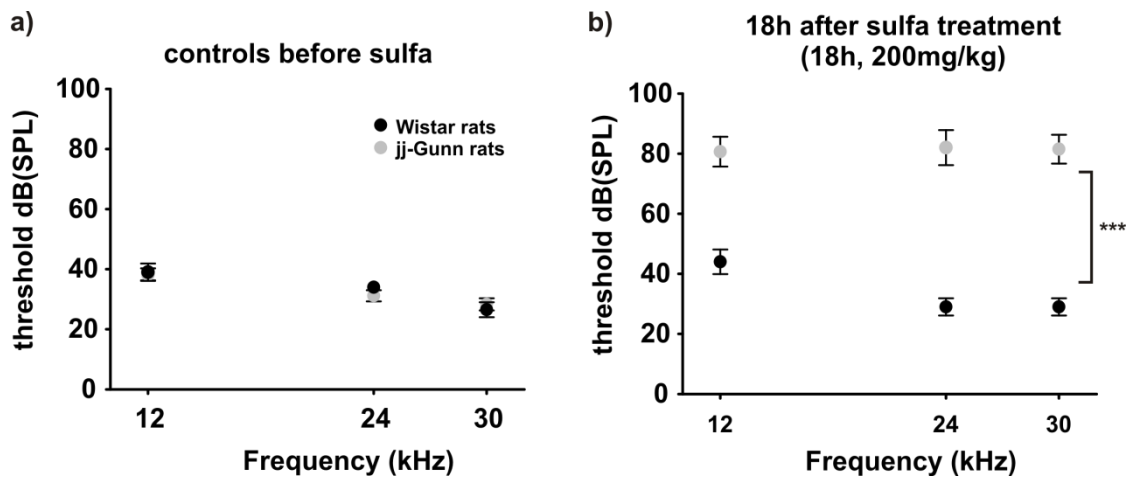 a)
controls before sulfa
threshold dB(SPL)
100
80
60
40
20
0
Wistar rats
jj-Gunn rats
12
24
30
Frequency (kHz)
b)
18h after sulfa treatment
(18h, 200mg/kg)
threshold dB(SPL)
100
80
60
40
20
0
***
12
24
30
Frequency (kHz)